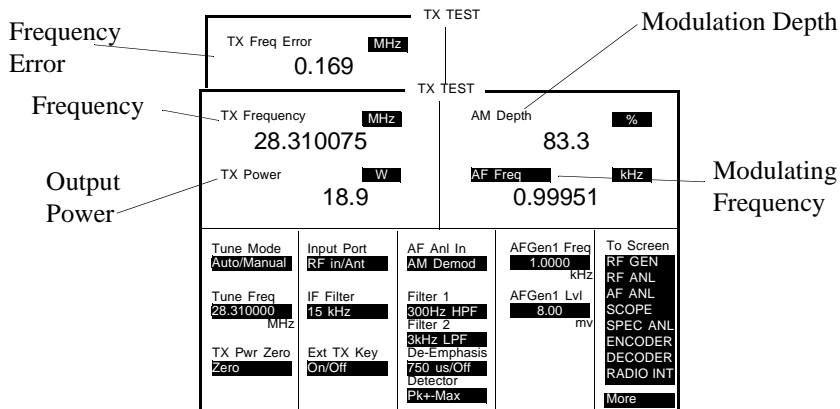 TX TEST
Frequency
Error
TX Freq Error MHz
0.169
Modulation Depth
TX TEST
Frequency
TX Frequency MHz
28.310075
AM Depth %
83.3
Output
Power
TX Power W
18.9
AF Freq kHz
0.99951
Modulating
Frequency
Tune Mode
Auto/Manual
Tune Freq
28.310000
MHz
TX Pwr Zero
Zero
Input Port
RF in/Ant
IF Filter
15 kHz
Ext TX Key
On/Off
AF Anl In
AM Demod
Filter 1
300Hz HPF
Filter 2
3kHz LPF
De-Emphasis
750 us/Off
Detector
Pk+-Max
AFGen1 Freq
1.0000
kHz
AFGen1 Lvl
8.00
mv
To Screen
RF GEN
RF ANL
AF ANL
SCOPE
SPEC ANL
ENCODER
DECODER
RADIO INT
More